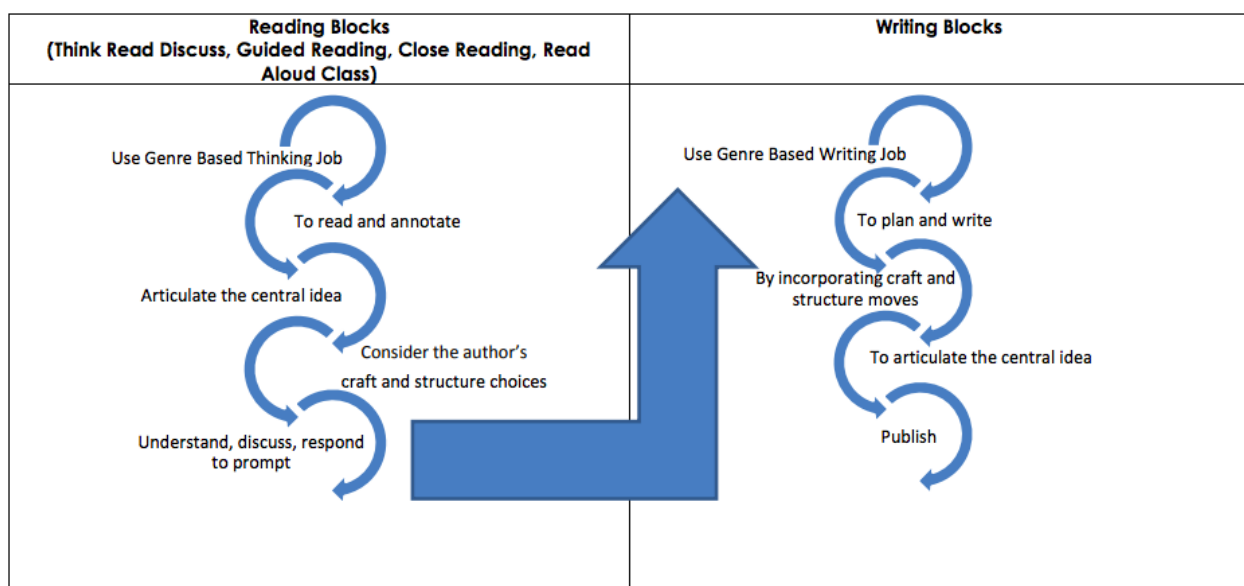 Reading Blocks
(Think Read Discuss, Guided Reading, Close Reading, Read
Aloud Class)
Writing Blocks
Use Genre Based Thinking Job
To read and annotate
Articulate the central idea
Consider the author’s
craft and structure choices
Understand, discuss, respond
to prompt
Use Genre Based Writing Job
To plan and write
By incorporating craft and
structure moves
To articulate the central idea
Publish